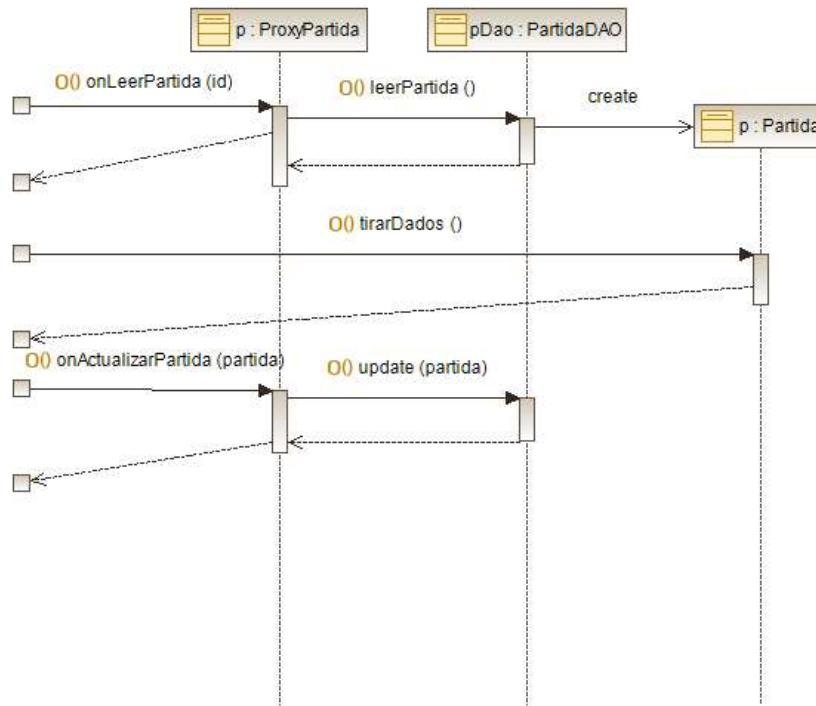 p : ProxyPartida
pDao : PartidaDAO
O() onLeerPartida (id)
O() leerPartida ()
create
p : Partida
O() tirarDados ()
O() onActualizarPartida (partida)
O() update (partida)